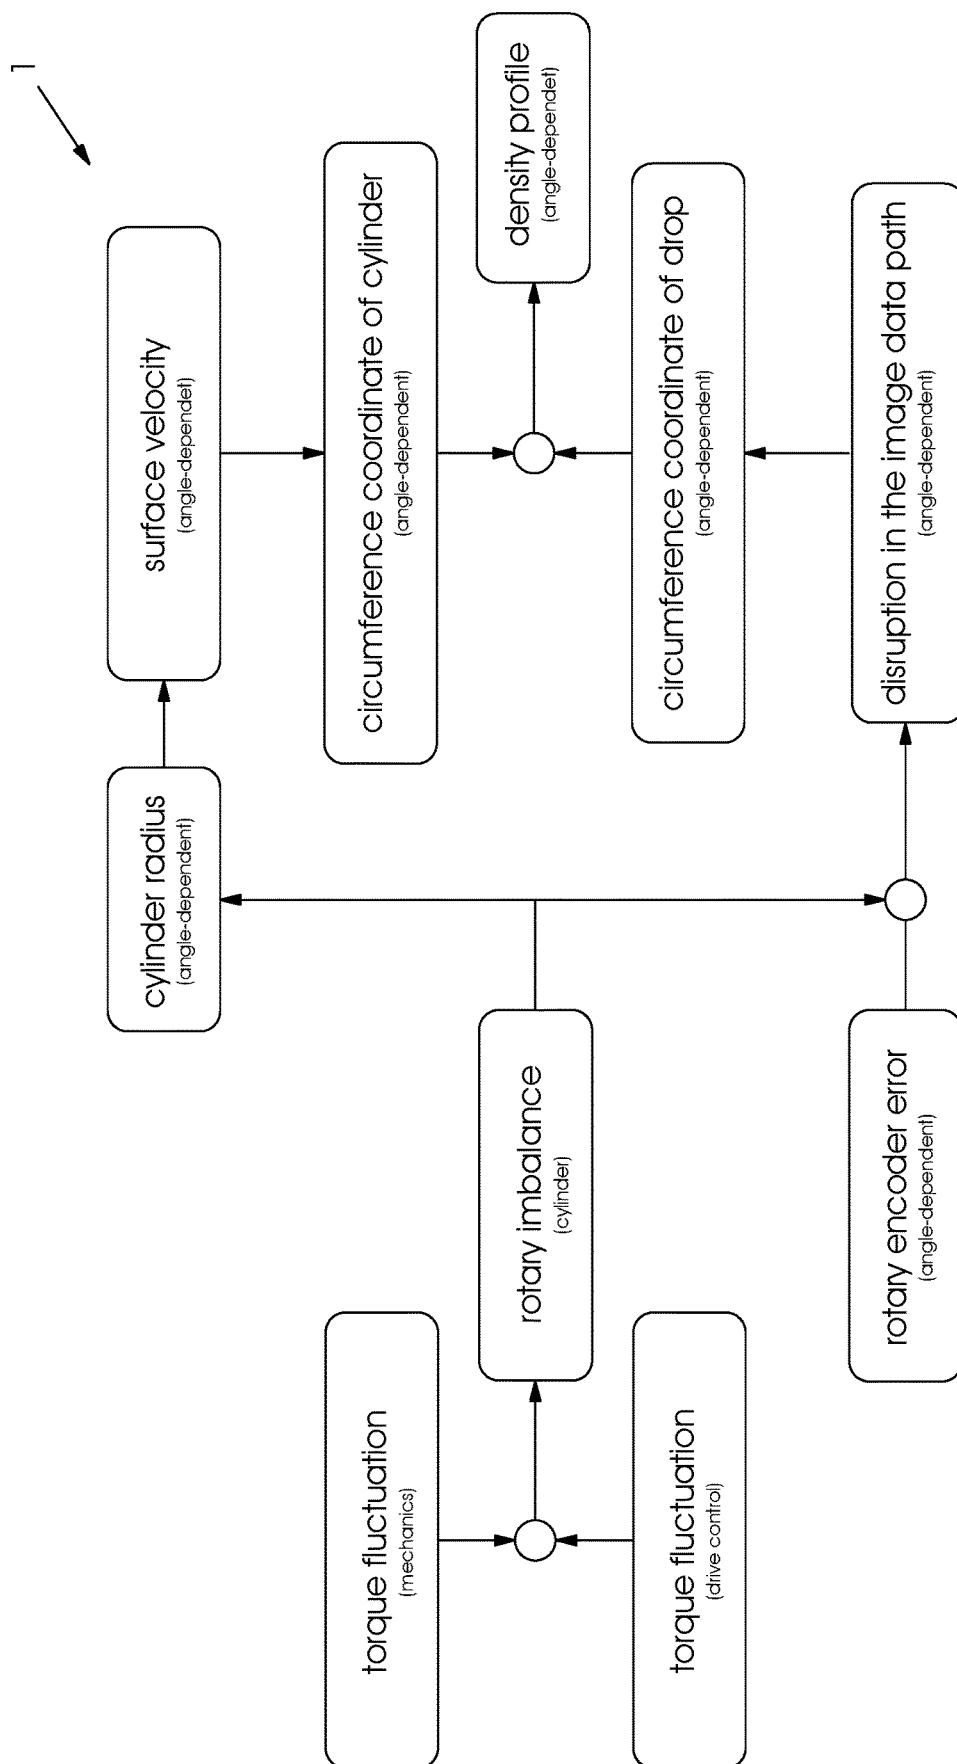 1
torque fluctuation
(mechanics)
torque fluctuation
(drive control)
rotary imbalance
(cylinder)
rotary encoder error
(angle-dependent)
cylinder radius
(angle-dependent)
surface velocity
(angle-dependet)
circumference coordinate of cylinder
(angle-dependent)
density profile
(angle-dependet)
circumference coordinate of drop
(angle-dependent)
disruption in the image data path
(angle-dependent)